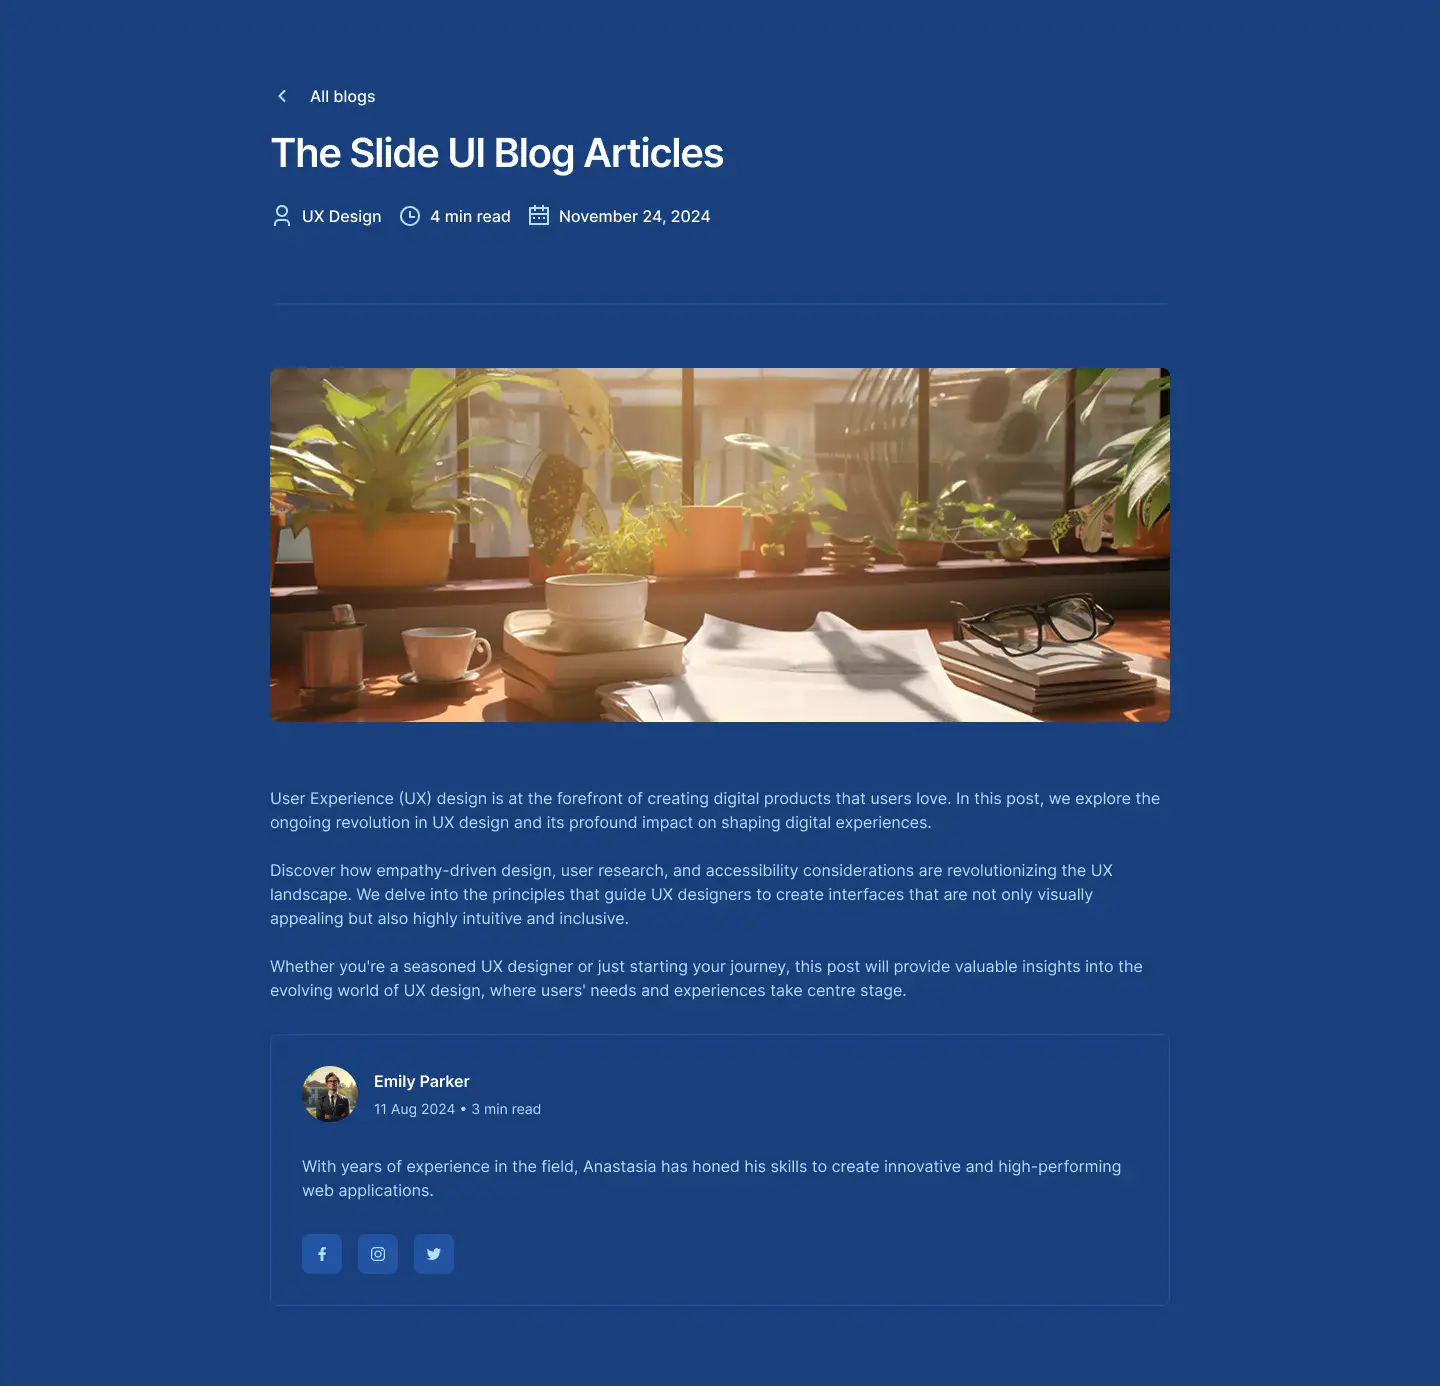 All blogs
The Slide UI Blog Articles
UX Design 4 min read November 24, 2024
User Experience (UX) design is at the forefront of creating digital products that users love. In this post, we explore the
ongoing revolution in UX design and its profound impact on shaping digital experiences.
Discover how empathy-driven design, user research, and accessibility considerations are revolutionizing the UX
landscape. We delve into the principles that guide UX designers to create interfaces that are not only visually
appealing but also highly intuitive and inclusive.
Whether you're a seasoned UX designer or just starting your journey, this post will provide valuable insights into the
evolving world of UX design, where users' needs and experiences take centre stage.
Emily Parker
11 Aug 2024 • 3 min read
With years of experience in the field, Anastasia has honed his skills to create innovative and high-performing
web applications.